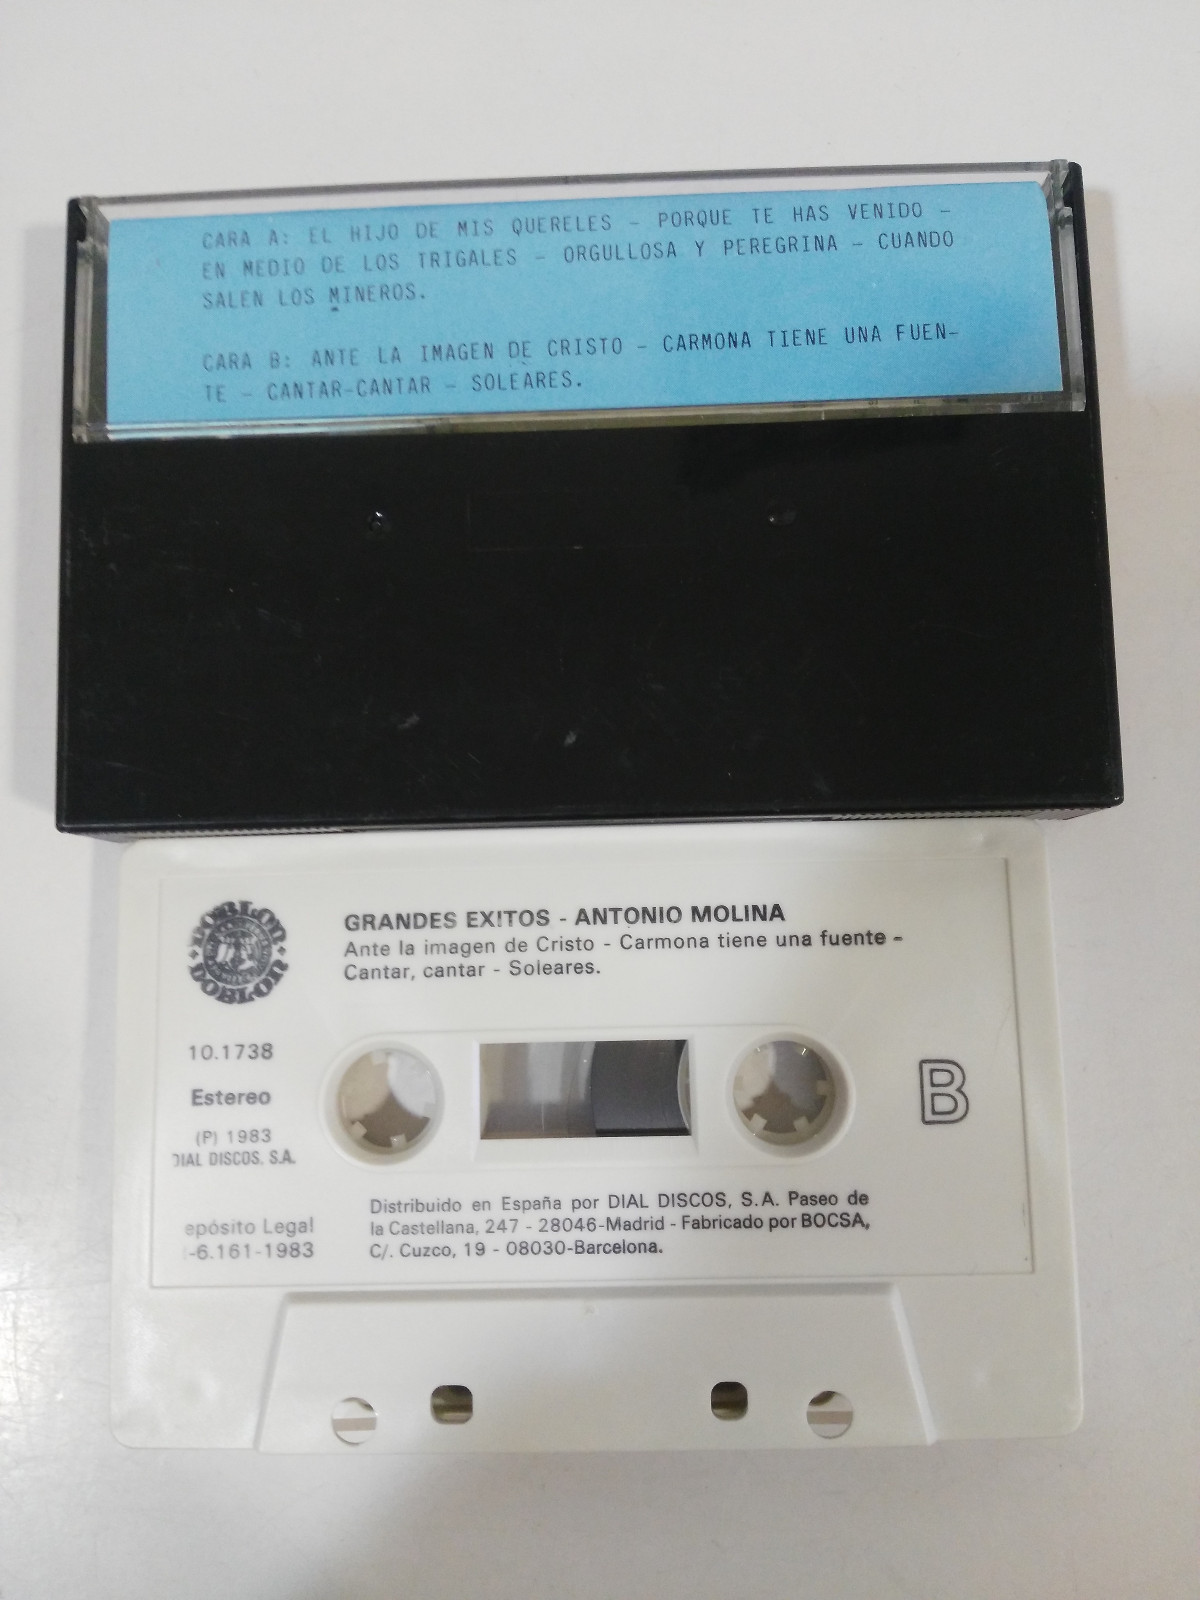 CARA A: EL HIJO DE MIS QUERELES - PORQUE TE HAS VENIDO -
EN MEDIO DE LOS TRIGALES - ORGULLOSA Y PEREGRINA - CUANDO
SALEN LOS MINEROS.
CARA B: ANTE LA IMAGEN DE CRISTO - CARMONA TIENE UNA FUEN-
TE - CANTAR-CANTAR - SOLEARES.
DOBLON
DOBLON
GRANDES EXITOS - ANTONIO MOLINA
Ante la imagen de Cristo - Carmona tiene una fuente -
Cantar, cantar - Soleares.
10.1738
Estereo
(P) 1983
DIAL DISCOS, S.A.
B
epósito Legal
-6.161-1983
Distribuido en España por DIAL DISCOS, S.A. Paseo de
la Castellana, 247 - 28046-Madrid - Fabricado por BOCSA,
C/. Cuzco, 19 - 08030-Barcelona.